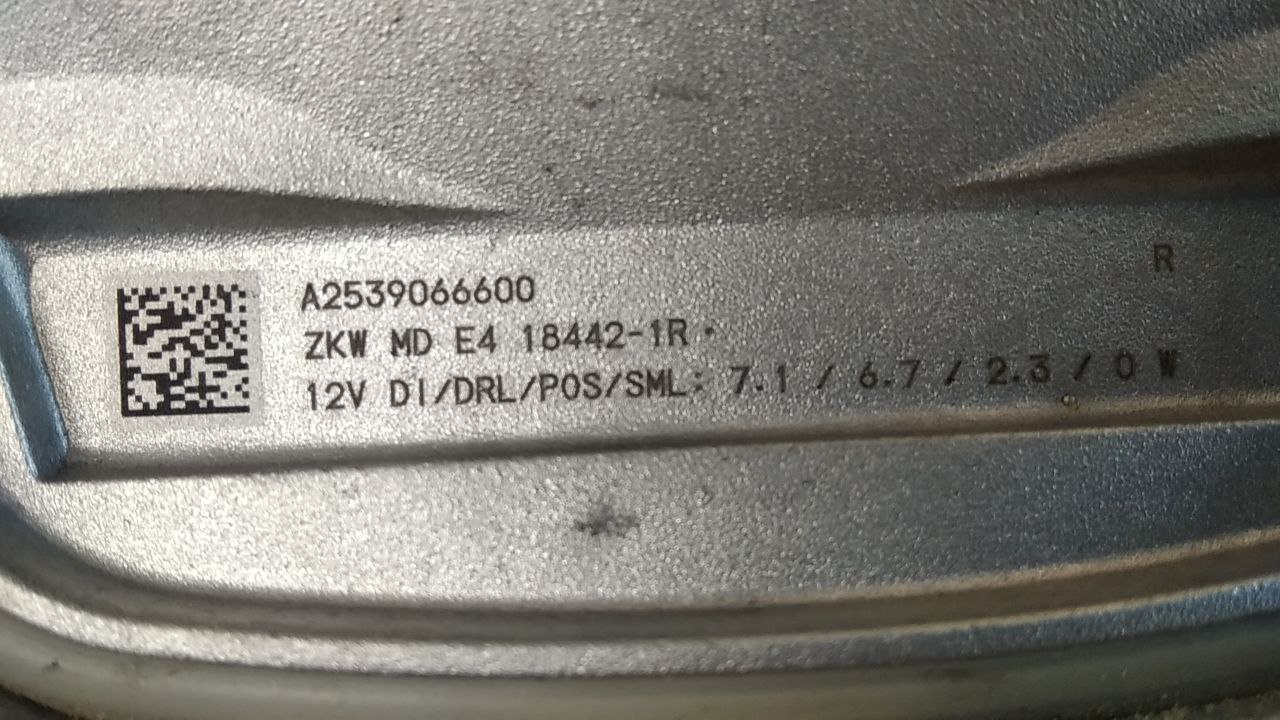 R
A2539066600
ZKW MD E4 18442-1R
12V DI/DRL/POS/SML: 7.1 / 6.7 / 2.3 / 0 W